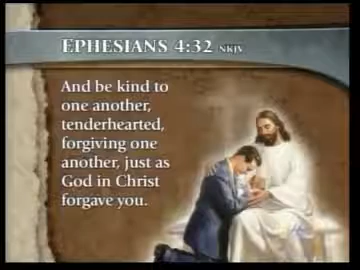 EPHESIANS 4:32 NKJV
And be kind to
one another,
tenderhearted,
forgiving one
another, just as
God in Christ
forgave you.